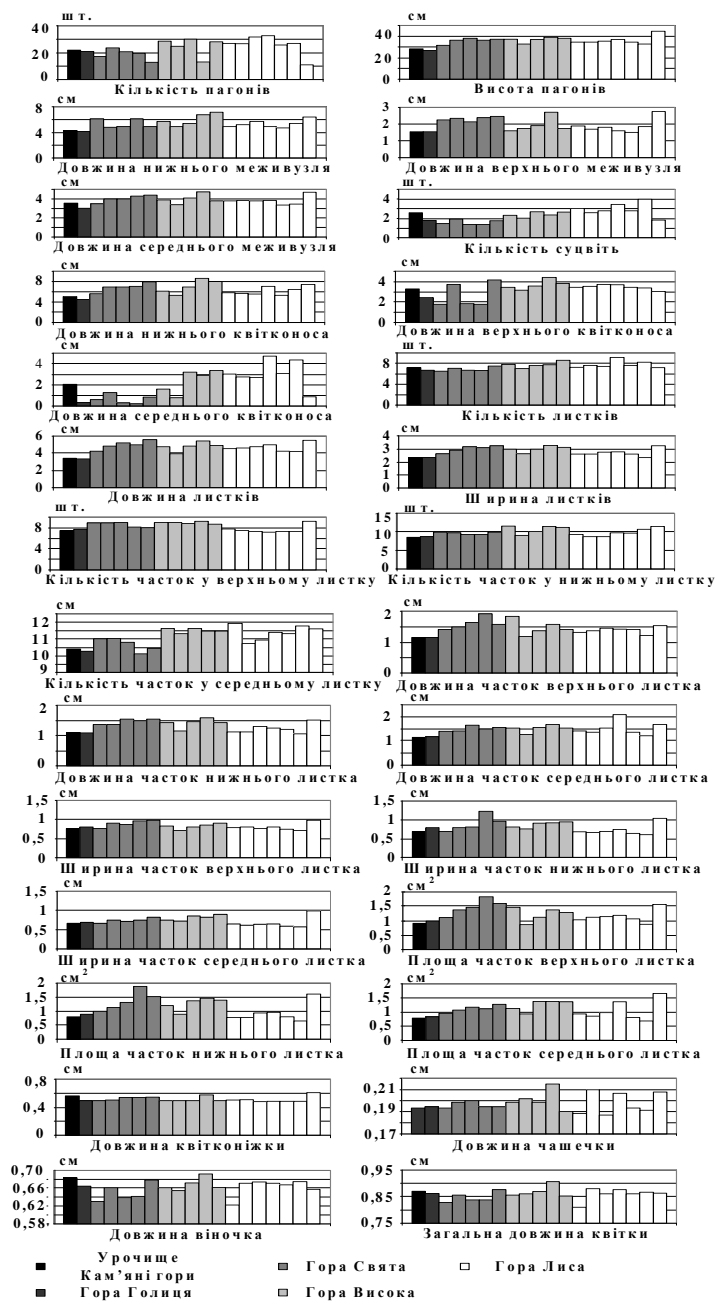 шт. см
40 40
20 20
0 0
Кількість пагонів Висота пагонів
см см
8 3
4 2
1
0 0
Довжина нижнього меживузля Довжина верхнього меживузля
см шт.
6 6
4 4
2 2
0 0
Довжина середнього меживузля Кількість суцвіть
см см
8 4
4 2
0 0
Довжина нижнього квітконоса Довжина верхнього квітконоса
см шт.
4 8
2 4
0 0
Довжина середнього квітконоса Кількість листків
см см
6 4
4 3
2 2
1
0 0
Довжина листків Ширина листків
шт. шт.
8 15
4 10
5
0 0
Кількість часток у верхньому листку Кількість часток у нижньому листку
см см
12 2
11 1
10
9 0
Кількість часток у середньому листку Довжина часток верхнього листка
см см
2 2
1 1
0 0
Довжина часток нижнього листка Довжина часток середнього листка
см см
1,5 1,5
1 1
0,5 0,5
0 0
Ширина часток верхнього листка Ширина часток нижнього листка
см см²
1,5 2
1 1,5
0,5 1
0,5
0 0
Ширина часток середнього листка Площа часток верхнього листка
см² см²
2 2
1,5 1,5
1 1
0,5 0,5
0 0
Площа часток нижнього листка Площа часток середнього листка
см см
0,8 0,21
0,4 0,19
0 0,17
Довжина квітконіжки Довжина чашечки
см см
0,70 0,95
0,66 0,85
0,62
0,58 0,75
Довжина віночка Загальна довжина квітки
Урочище
Кам’яні гори Гора Свята Гора Лиса
Гора Голиця Гора Висока